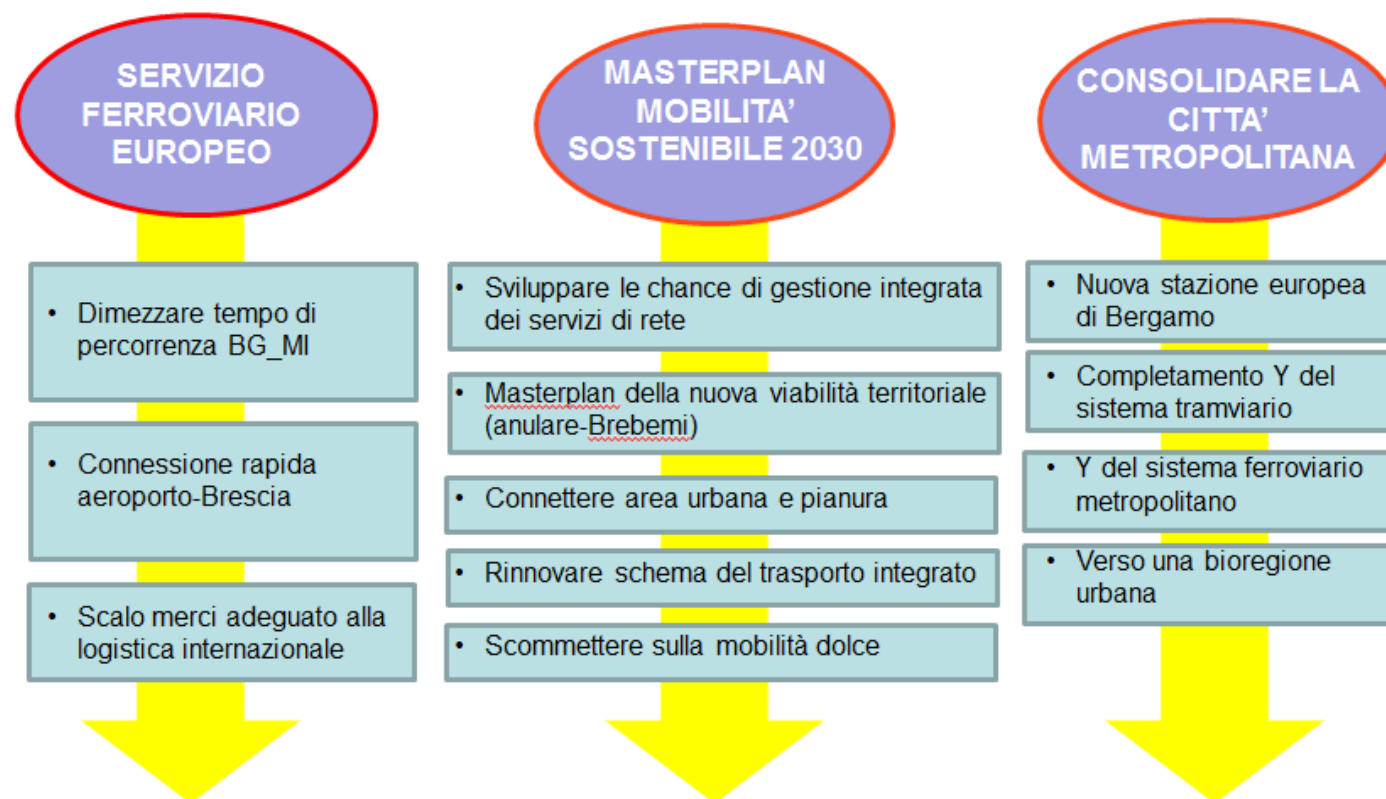 SERVIZIO
FERROVIARIO
EUROPEO
• Dimezzare tempo di
percorrenza BG_MI
• Connessione rapida
aeroporto-Brescia
• Scalo merci adeguato alla
logistica internazionale
MASTERPLAN
MOBILITA'
SOSTENIBILE 2030
• Sviluppare le chance di gestione integrata
dei servizi di rete
• Masterplan della nuova viabilità territoriale
(anulare-Brebemi)
• Connettere area urbana e pianura
• Rinnovare schema del trasporto integrato
• Scommettere sulla mobilità dolce
CONSOLIDARE LA
CITTA'
METROPOLITANA
• Nuova stazione europea
di Bergamo
• Completamento Y del
sistema tramviario
• Y del sistema ferroviario
metropolitano
• Verso una bioregione
urbana